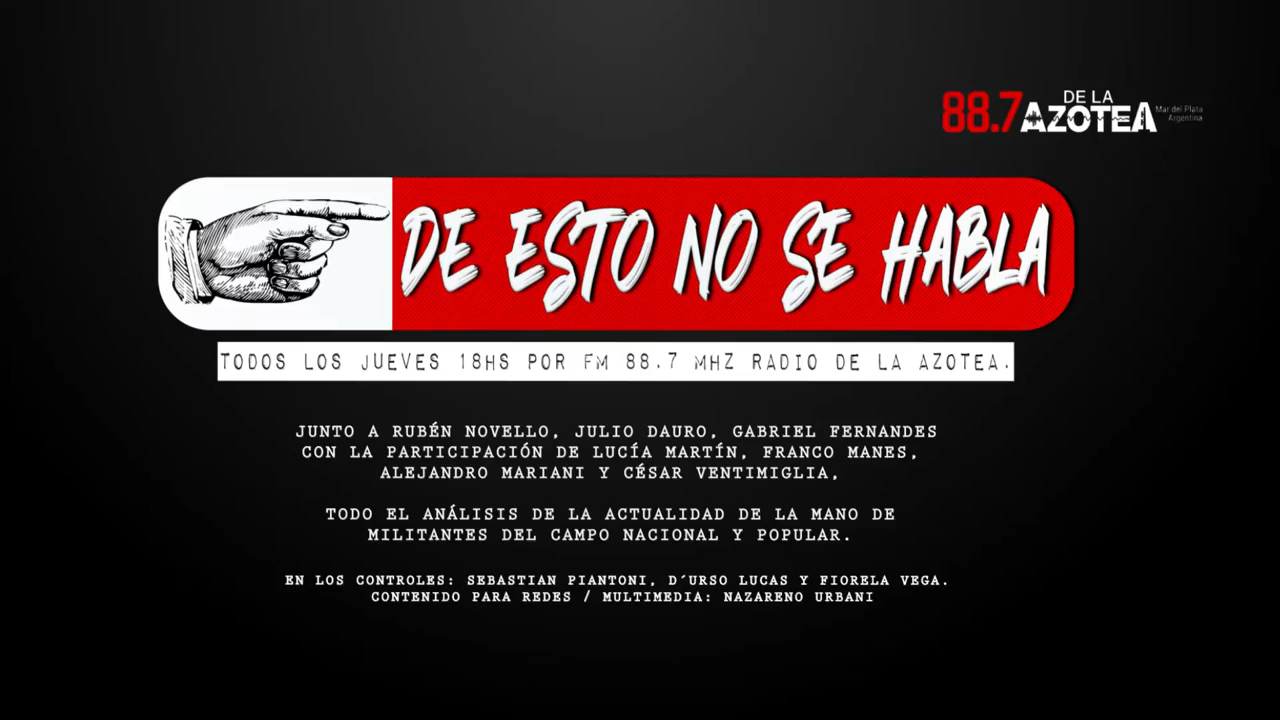 88.7 DE LA AZOTEA
Mar del Plata
Argentina
DE ESTO NO SE HABLA
TODOS LOS JUEVES 18HS POR FM 88.7 MHZ RADIO DE LA AZOTEA.
JUNTO A RUBÉN NOVELLO, JULIO DAURO, GABRIEL FERNANDES
CON LA PARTICIPACIÓN DE LUCÍA MARTÍN, FRANCO MANES,
ALEJANDRO MARIANI Y CÉSAR VENTIMIGLIA,
TODO EL ANÁLISIS DE LA ACTUALIDAD DE LA MANO DE
MILITANTES DEL CAMPO NACIONAL Y POPULAR.
EN LOS CONTROLES: SEBASTIAN PIANTONI, D´URSO LUCAS Y FIORELA VEGA.
CONTENIDO PARA REDES / MULTIMEDIA: NAZARENO URBANI